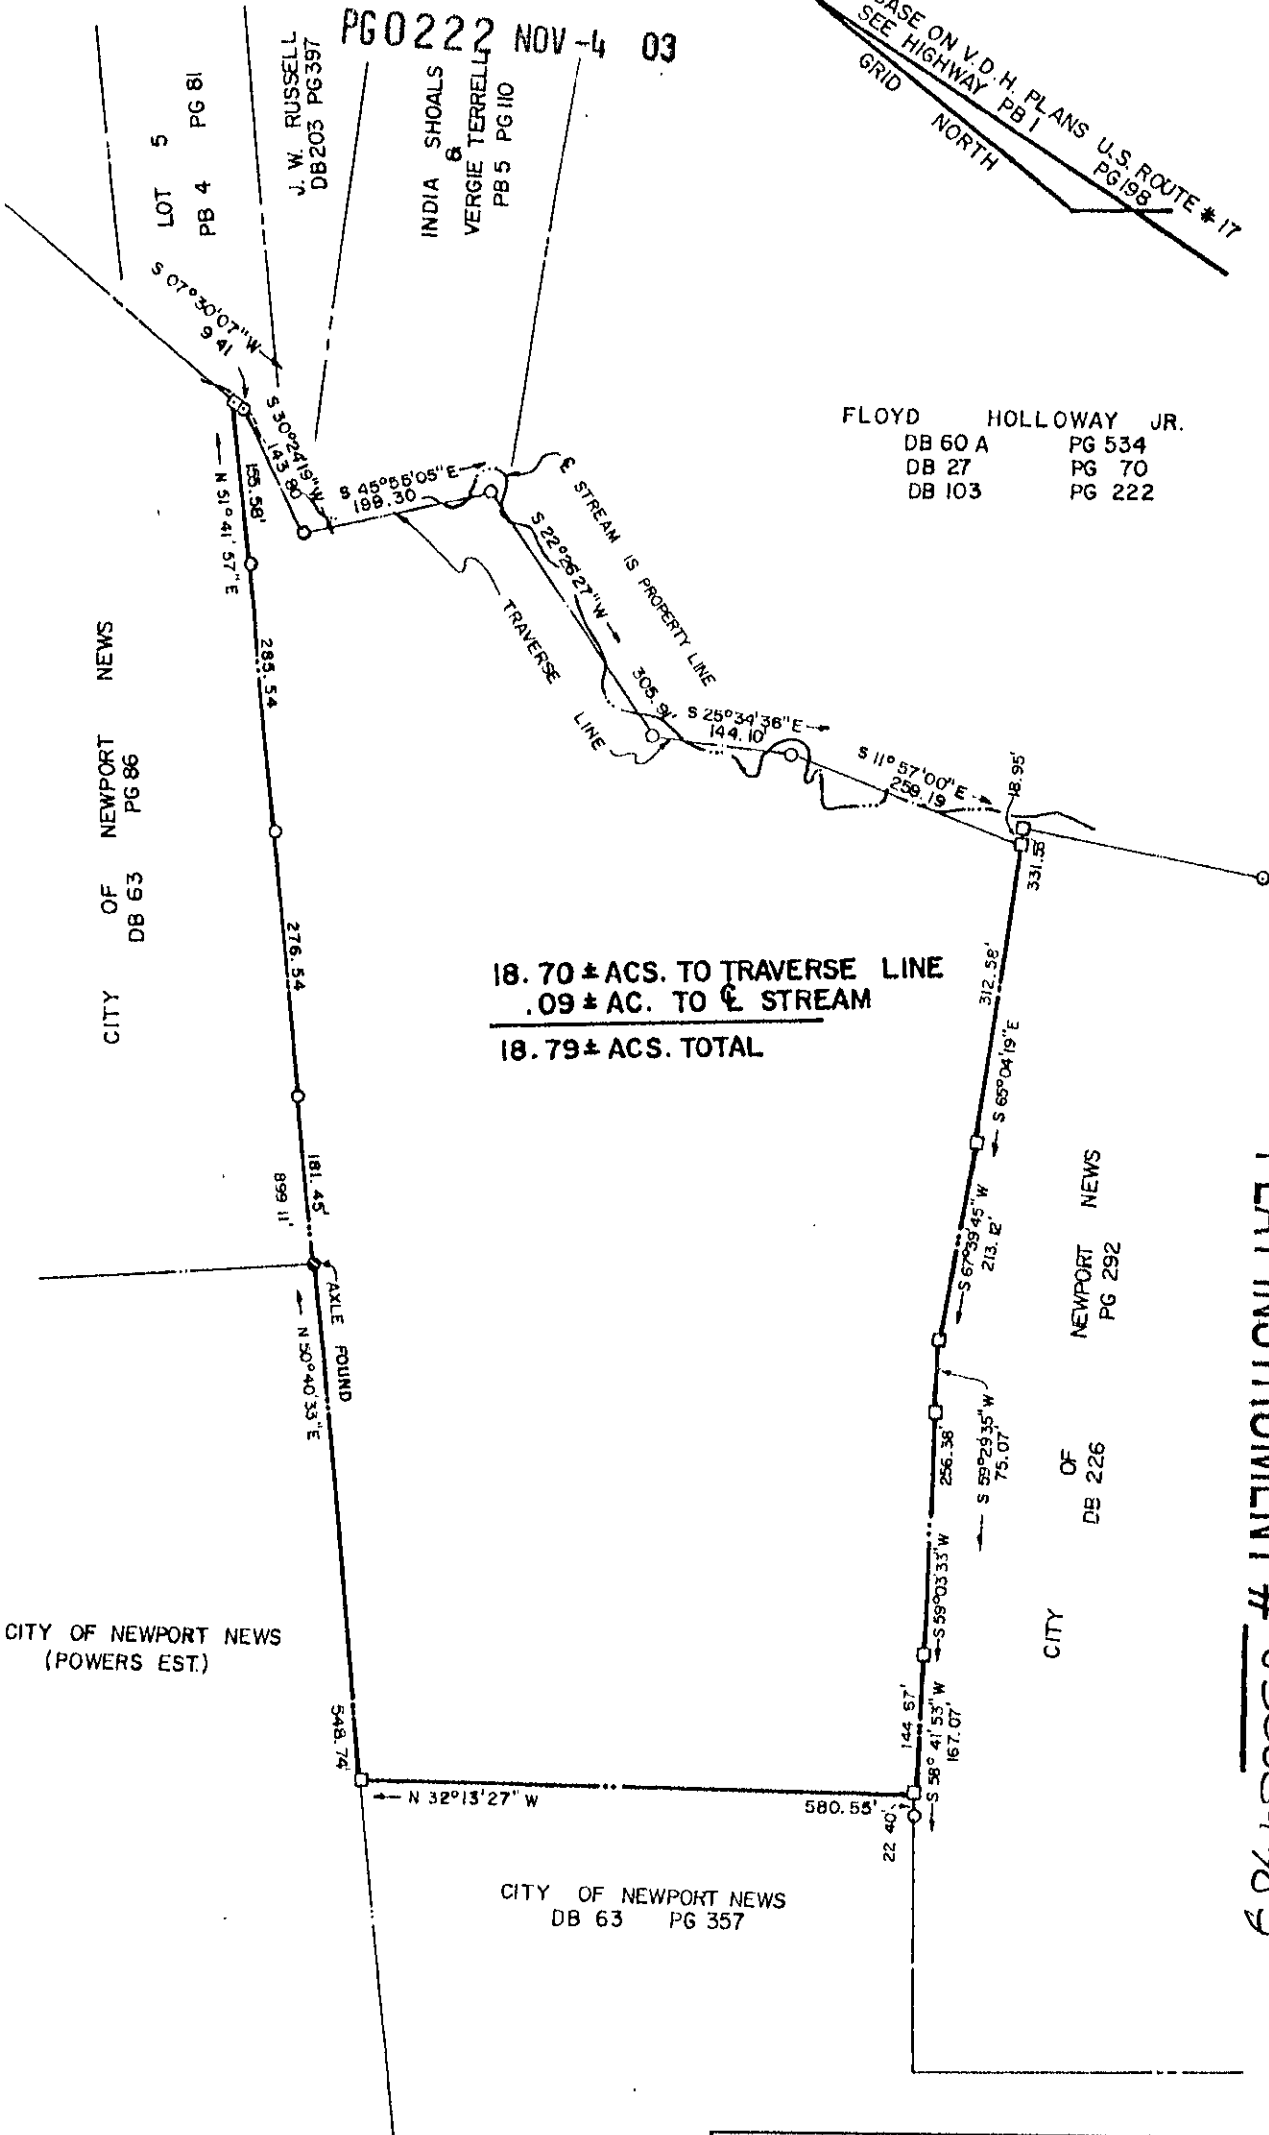 PG0222 NOV-4 03
BASE ON V.D.H. PLANS U.S. ROUTE # 17
SEE HIGHWAY PB 1 PG 198
GRID NORTH
LOT 5
PB 4 PG 81
J. W. RUSSELL
DB203 PG397
INDIA SHOALS
&
VERGIE TERRELL
PB 5 PG 110
S 07°30'07" W
9.41
S 30°24'19" W
143.80
S 45°55'05" E
199.30
℄ STREAM IS PROPERTY LINE
S 22°26'27" W
305.91'
TRAVERSE LINE
S 25°34'36" E
144.10'
S 11°57'00" E
259.19
18.95'
331.53
FLOYD HOLLOWAY JR.
DB 60 A PG 534
DB 27 PG 70
DB 103 PG 222
155.58'
N 51°41'57" E
285.54
276.54
181.45'
899.11'
CITY OF NEWPORT NEWS
DB 63 PG 86
18.70 ± ACS. TO TRAVERSE LINE
.09 ± AC. TO ℄ STREAM
18.79± ACS. TOTAL
312.58'
S 65°04'19" E
S 67°39'45" W
213.12'
S 59°29'35" W
75.07'
256.38'
S 59°03'33" W
144.67'
S 58°41'53" W
167.07'
CITY OF NEWPORT NEWS
DB 226 PG 292
AXLE FOUND
N 50°40'33" E
548.74'
CITY OF NEWPORT NEWS
(POWERS EST.)
N 32°13'27" W
580.55'
22.40'
CITY OF NEWPORT NEWS
DB 63 PG 357